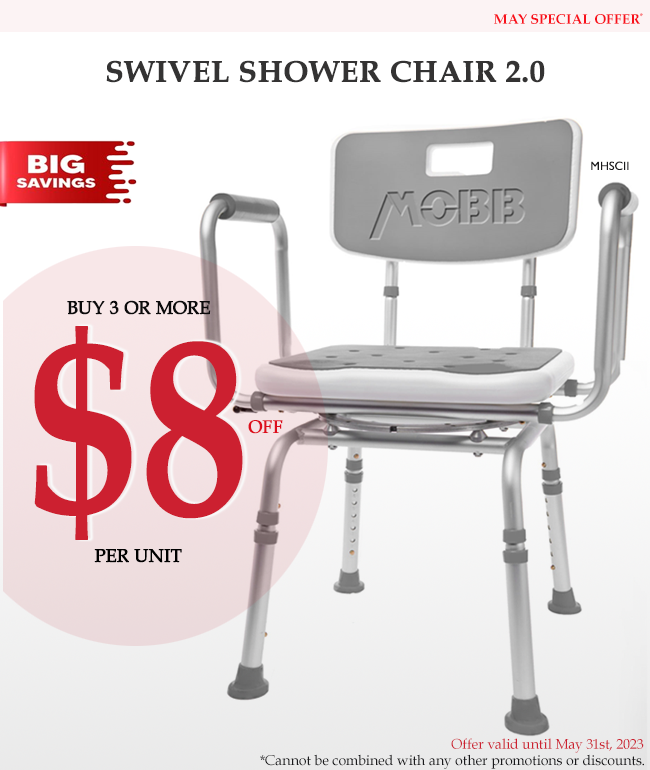 MAY SPECIAL OFFER*
SWIVEL SHOWER CHAIR 2.0
BIG
SAVINGS
MHSCII
MOBB
BUY 3 OR MORE
$8
OFF
PER UNIT
Offer valid until May 31st, 2023
*Cannot be combined with any other promotions or discounts.